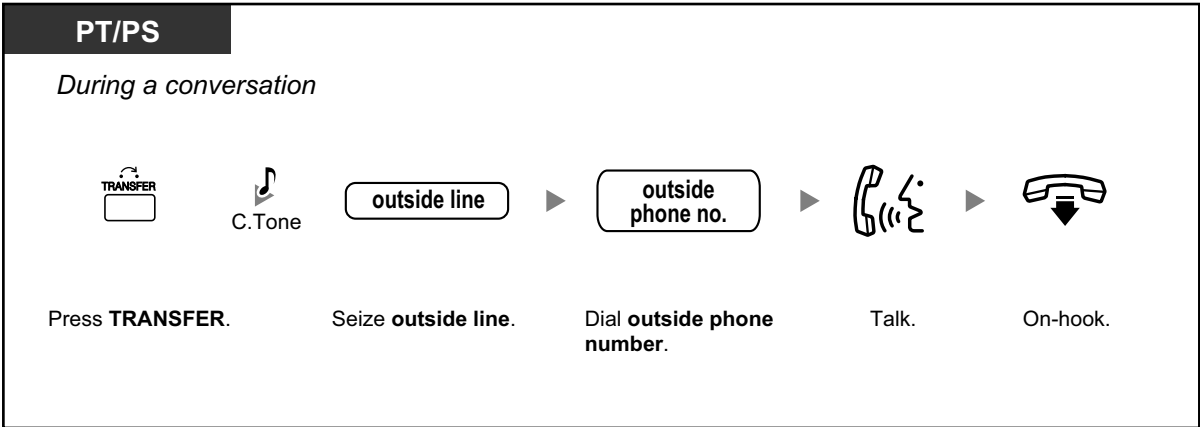 PT/PS
During a conversation
TRANSFER
C.Tone
outside line
outside
phone no.
Press TRANSFER.
Seize outside line.
Dial outside phone
number.
Talk.
On-hook.